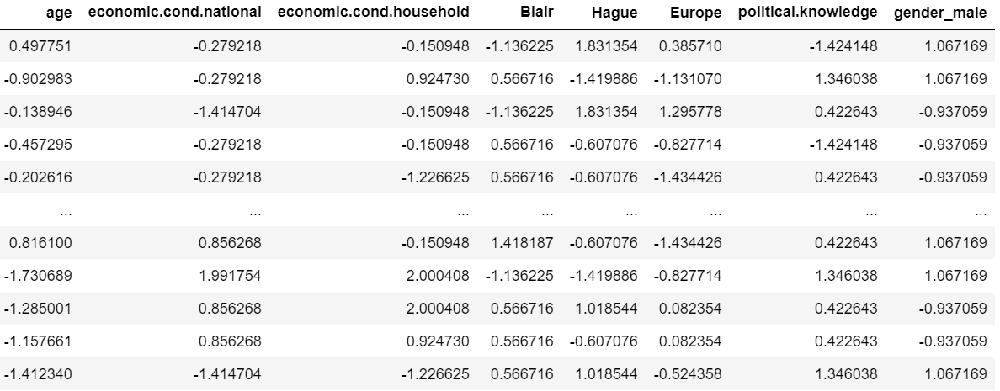 age economic.cond.national economic.cond.household Blair Hague Europe political.knowledge gender_male
0.497751 -0.279218 -0.150948 -1.136225 1.831354 0.385710 -1.424148 1.067169
-0.902983 -0.279218 0.924730 0.566716 -1.419886 -1.131070 1.346038 1.067169
-0.138946 -1.414704 -0.150948 -1.136225 1.831354 1.295778 0.422643 -0.937059
-0.457295 -0.279218 -0.150948 0.566716 -0.607076 -0.827714 -1.424148 -0.937059
-0.202616 -0.279218 -1.226625 0.566716 -0.607076 -1.434426 0.422643 -0.937059
... ... ... ... ... ... ... ...
0.816100 0.856268 -0.150948 1.418187 -0.607076 -1.434426 0.422643 1.067169
-1.730689 1.991754 2.000408 -1.136225 -1.419886 -0.827714 1.346038 1.067169
-1.285001 0.856268 2.000408 0.566716 1.018544 0.082354 0.422643 -0.937059
-1.157661 0.856268 0.924730 0.566716 -0.607076 0.082354 0.422643 -0.937059
-1.412340 -1.414704 -1.226625 0.566716 1.018544 -0.524358 1.346038 1.067169